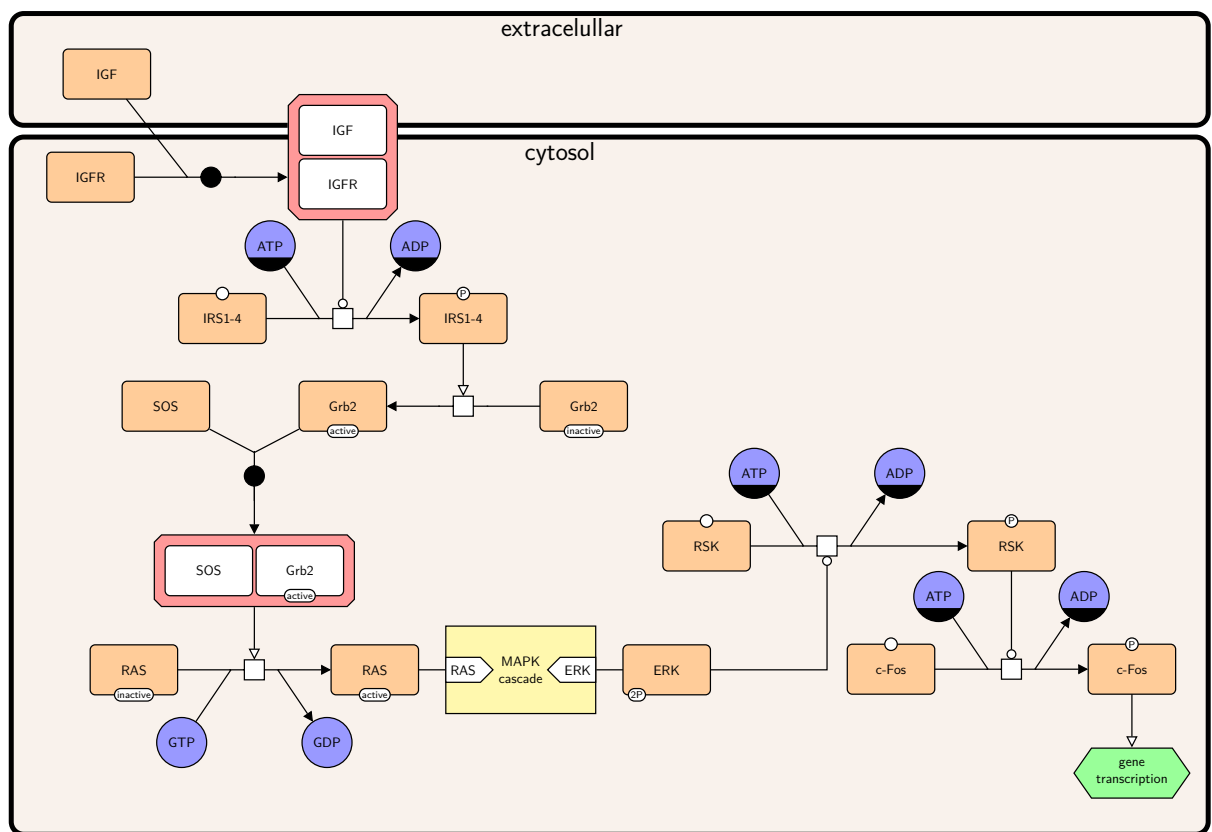 extracelullar
IGF
IGF
cytosol
IGFR
IGFR
ATP
ADP
IRS1-4
P
IRS1-4
SOS
Grb2
active
Grb2
inactive
ATP
ADP
RSK
P
RSK
SOS
Grb2
active
ATP
ADP
RAS
inactive
RAS
active
RAS
MAPK
cascade
ERK
ERK
2P
c-Fos
P
c-Fos
GTP
GDP
gene
transcription